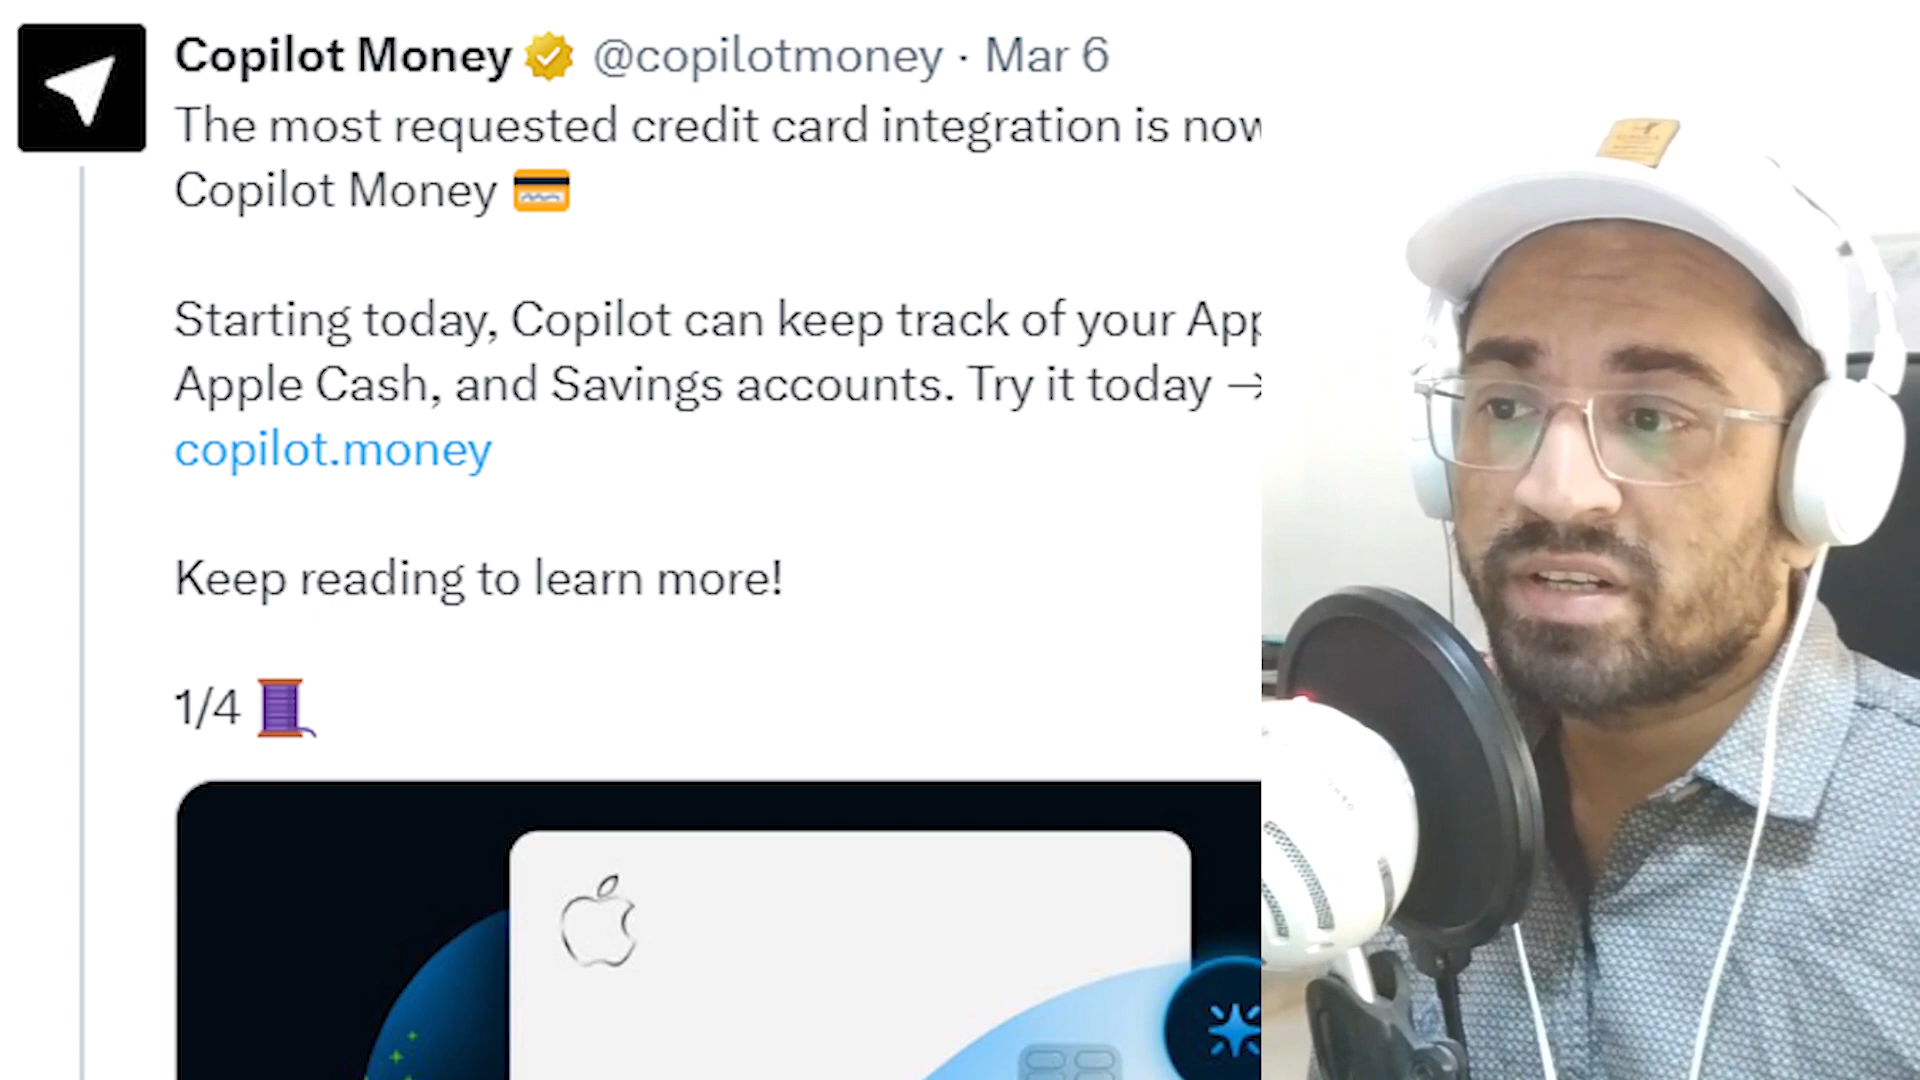 Copilot Money @copilotmoney · Mar 6
The most requested credit card integration is now
Copilot Money
Starting today, Copilot can keep track of your App
Apple Cash, and Savings accounts. Try it today →
copilot.money
Keep reading to learn more!
1/4